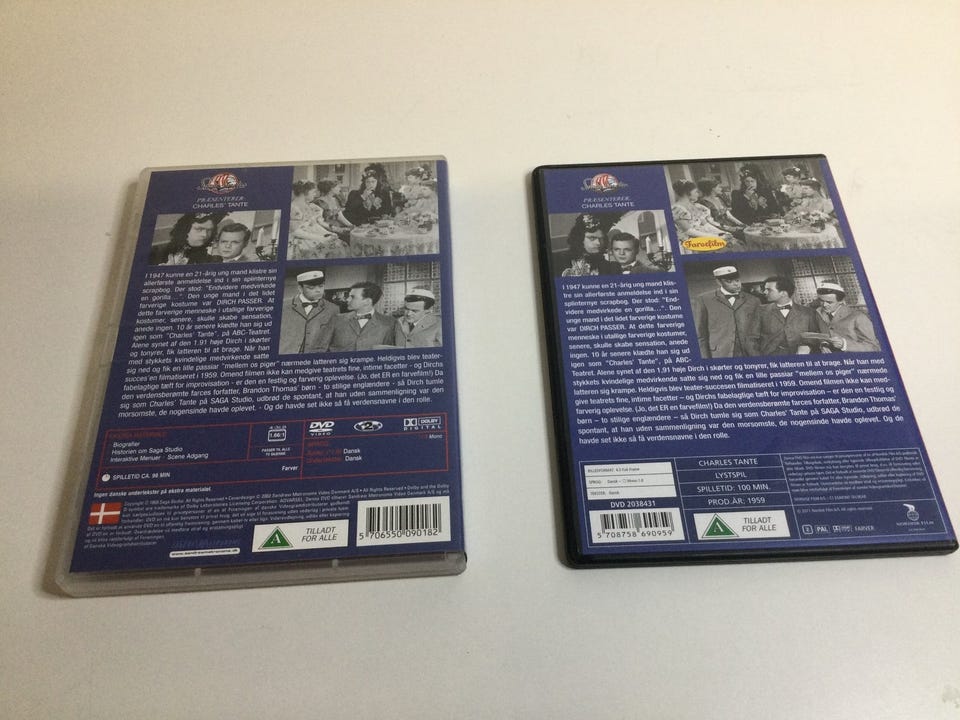 PRÆSENTERER:
CHARLES' TANTE
I 1947 kunne en 21-årig ung mand klistre sin
allerførste anmeldelse ind i sin splinternye
scrapbog. Der stod: "Endvidere medvirkede
en gorilla...". Den unge mand i det lidet
farverige kostume var DIRCH PASSER. At
dette farverige menneske i utallige farverige
kostumer, senere, skulle skabe sensation,
anede ingen. 10 år senere klædte han sig ud
som "Charles' Tante", på ABC-Teatret.
Alene synet af den 1.91 høje Dirch i skørter
og tonyrer, fik latteren til at brage. Når han
med stykkets kvindelige medvirkende satte
sig ned og fik en lille passiar "mellem os piger" nærmede latteren sig krampe. Heldigvis blev teater-
succes'en filmatiseret i 1959. Omend filmen ikke kan medgive teatrets fine, intime facetter - og Dirchs
fabelagtige tæft for improvisation - er den en festlig og farverig oplevelse. (Jo, det ER en farvefilm!) Da
den verdensberømte farces forfatter, Brandon Thomas' børn - to stilige englændere - så Dirch tumle
sig som Charles' Tante på SAGA Studio, udbrød de spontant, at han uden sammenligning var den
morsomste, de nogensinde havde oplevet. - Og de havde set ikke så få verdensnavne i den rolle.
Biografier
Historien om Saga Studio
Interaktive Menuer · Scene Adgang
SPILLETID CA. 98 MIN
Farver
1.66:1
DVD
VIDEO
2
DOLBY
DIGITAL
Mono
Dansk
Dansk
Ingen danske undertekster på ekstra materialet.
A
TILLADT
FOR ALLE
5 706550 090182
PRÆSENTERER:
CHARLES' TANTE
Farvefilm
I 1947 kunne en 21-årig ung mand klis-
tre sin allerførste anmeldelse ind i sin
splinternye scrapbog. Der stod: "End-
videre medvirkede en gorilla...". Den
unge mand i det lidet farverige kostume
var DIRCH PASSER. At dette farverige
menneske i utallige farverige kostumer,
senere, skulle skabe sensation, anede
ingen. 10 år senere klædte han sig ud
som "Charles' Tante", på ABC-
Teatret. Alene synet af den 1.91 høje Dirch i skørter og tonyrer, fik latteren til at brage. Når han med
stykkets kvindelige medvirkende satte sig ned og fik en lille passiar "mellem os piger" nærmede
latteren sig krampe. Heldigvis blev teater-succesen filmatiseret i 1959. Omend filmen ikke kan med-
give teatrets fine, intime facetter – og Dirchs fabelagtige tæft for improvisation – er den en festlig og
farverig oplevelse. (Jo, det ER en farvefilm!) Da den verdensberømte farces forfatter, Brandon Thomas'
børn – to stilige englændere – så Dirch tumle sig som Charles' Tante på SAGA Studio, udbrød de
spontant, at han uden sammenligning var den morsomste, de nogensinde havde oplevet. Og de
havde set ikke så få verdensnavne i den rolle.
CHARLES TANTE
LYSTSPIL
SPILLETID: 100 MIN.
PROD.ÅR: 1959
DVD 2038431
5 708758 690959
A
TILLADT
FOR ALLE
2
PAL
FARVER
NORDISK FILM